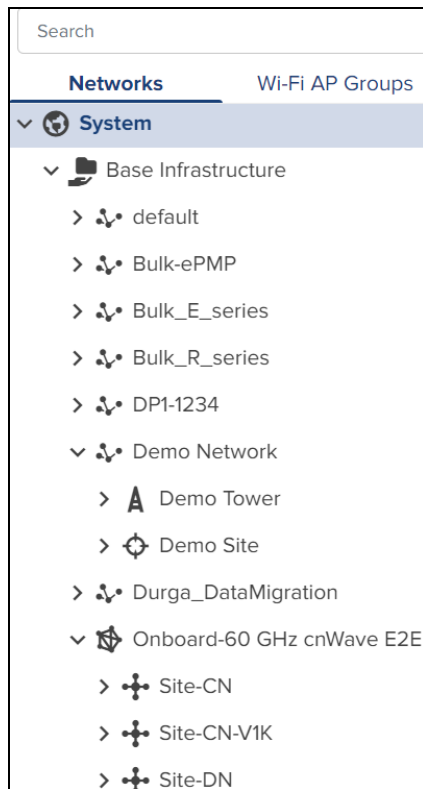 Search
Networks Wi-Fi AP Groups
System
Base Infrastructure
default
Bulk-ePMP
Bulk_E_series
Bulk_R_series
DP1-1234
Demo Network
Demo Tower
Demo Site
Durga_DataMigration
Onboard-60 GHz cnWave E2E
Site-CN
Site-CN-V1K
Site-DN